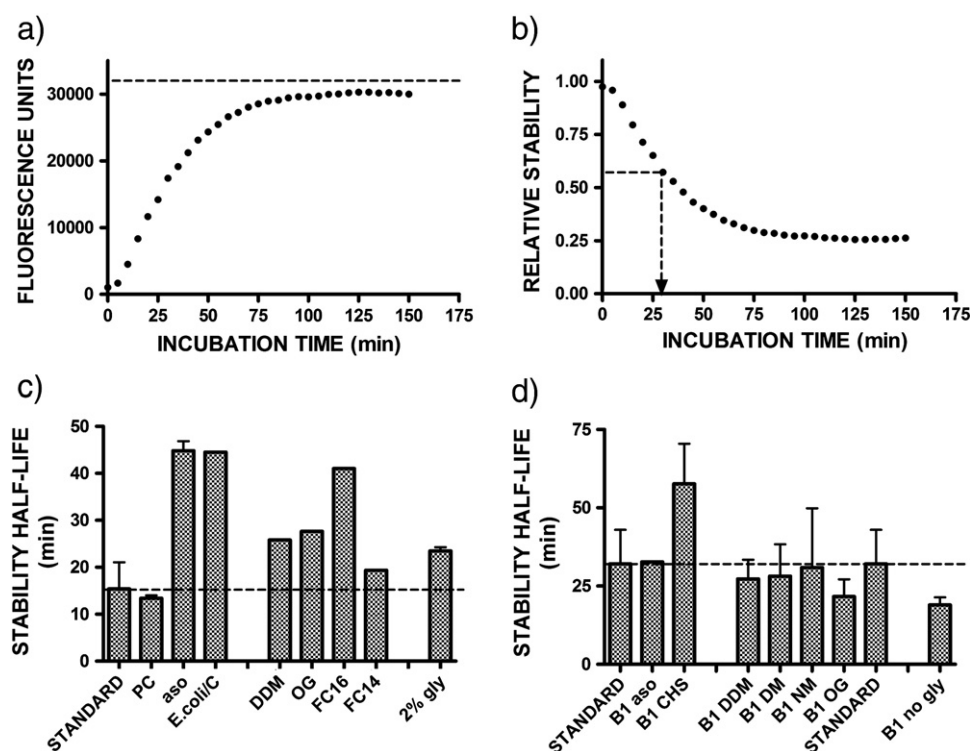 a)
FLUORESCENCE UNITS
30000
20000
10000
0
0 25 50 75 100 125 150 175
INCUBATION TIME (min)
b)
RELATIVE STABILITY
1.00
0.75
0.50
0.25
0.00
0 25 50 75 100 125 150 175
INCUBATION TIME (min)
c)
STABILITY HALF-LIFE
(min)
50
40
30
20
10
0
STANDARD
PC
aso
E.coli/C
DDM
OG
FC16
FC14
2% gly
d)
STABILITY HALF-LIFE
(min)
75
50
25
0
STANDARD
B1 aso
B1 CHS
B1 DDM
B1 DM
B1 NM
B1 OG
STANDARD
B1 no gly